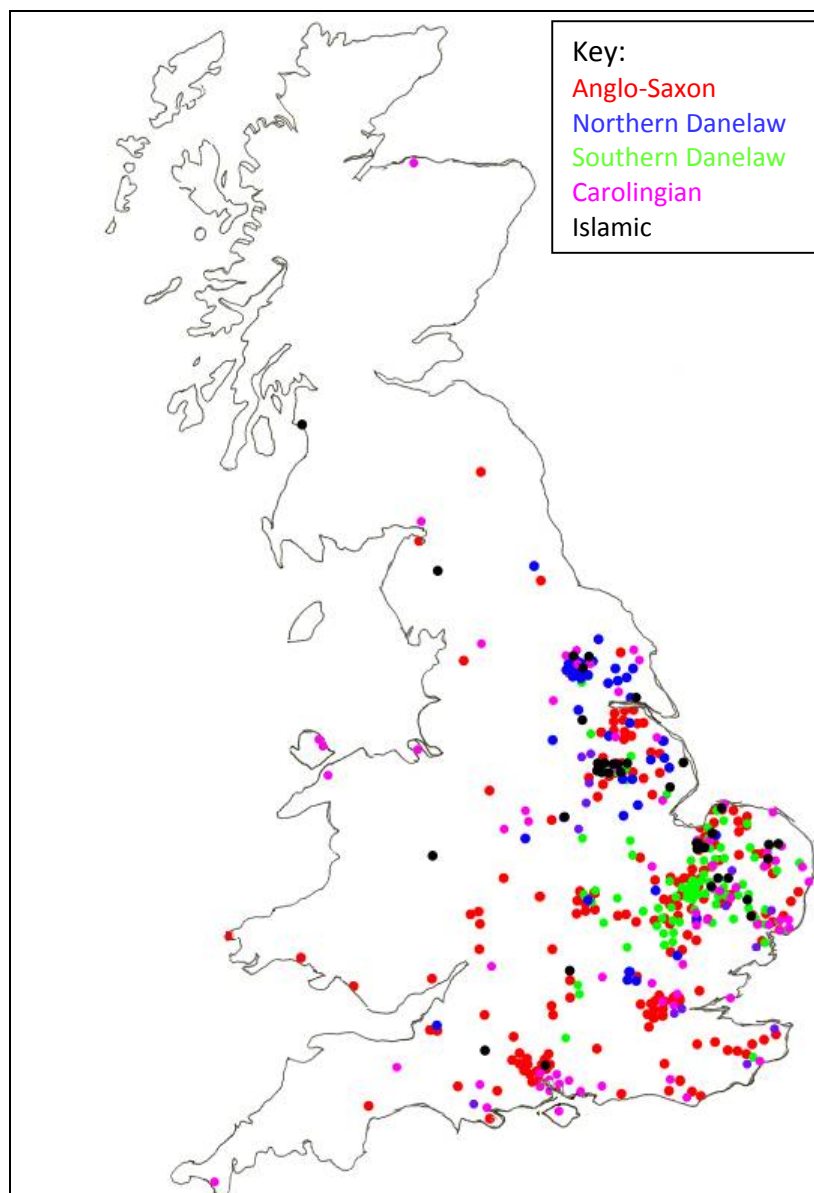 Key:
Anglo-Saxon
Northern Danelaw
Southern Danelaw
Carolingian
Islamic